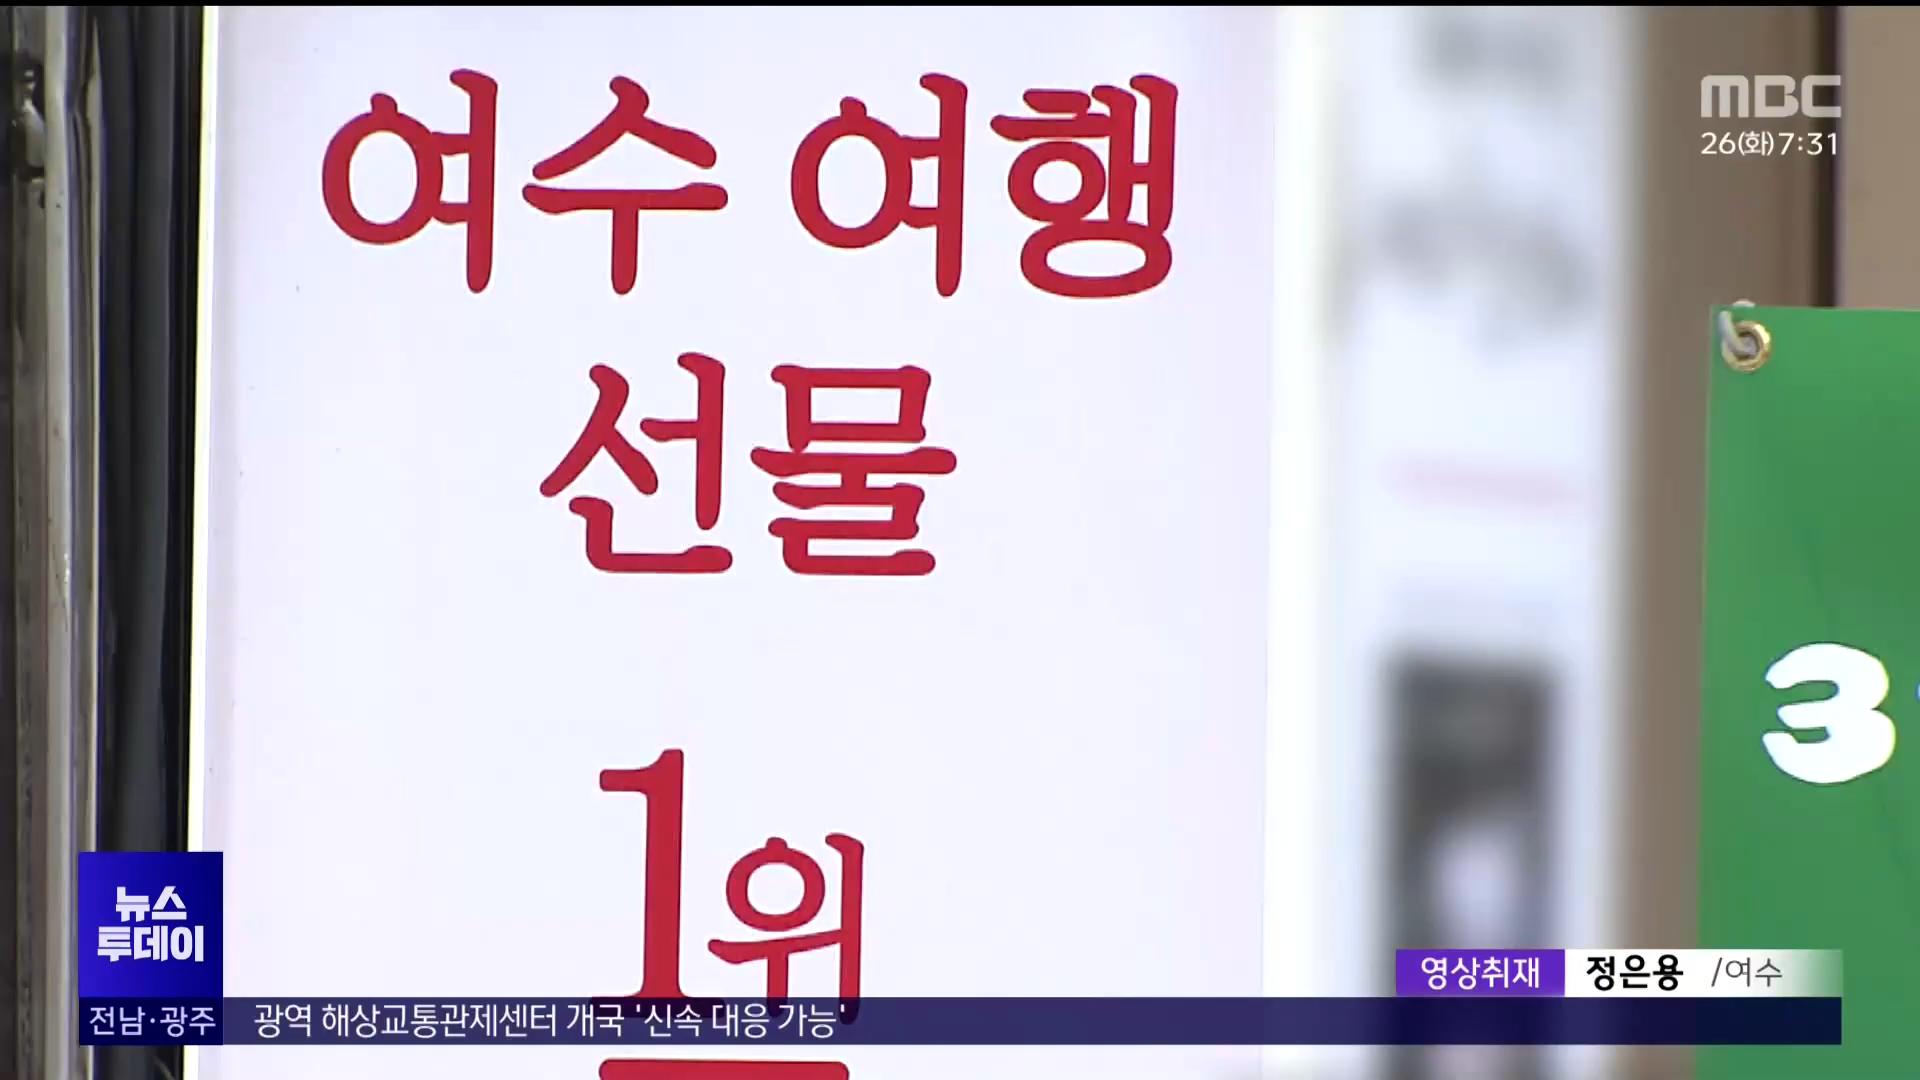 여수 여행
선물
1위
MBC
26(화) 7:31
3
뉴스
투데이
영상취재 정은용 /여수
전남·광주 광역 해상교통관제센터 개국 '신속 대응 가능'